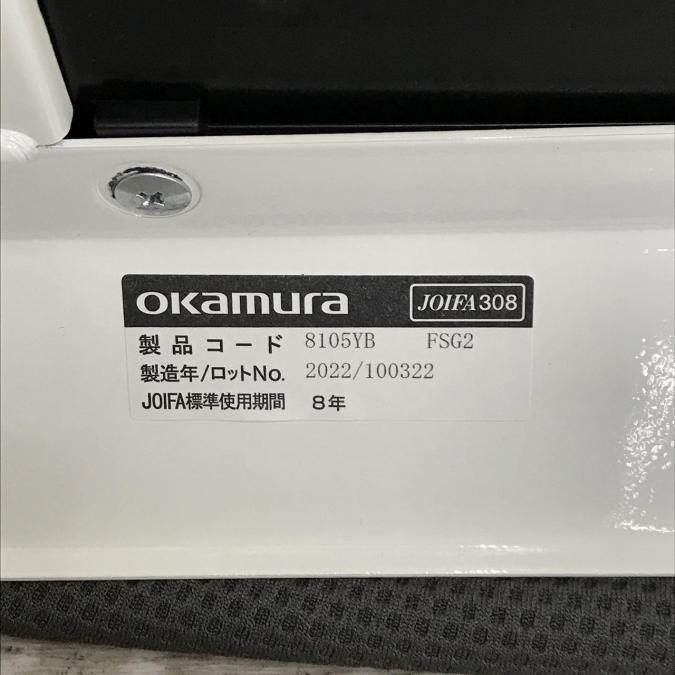 okamura JOIFA308
製品コード 8105YB FSG2
製造年/ロットNo. 2022/100322
JOIFA標準使用期間 8年